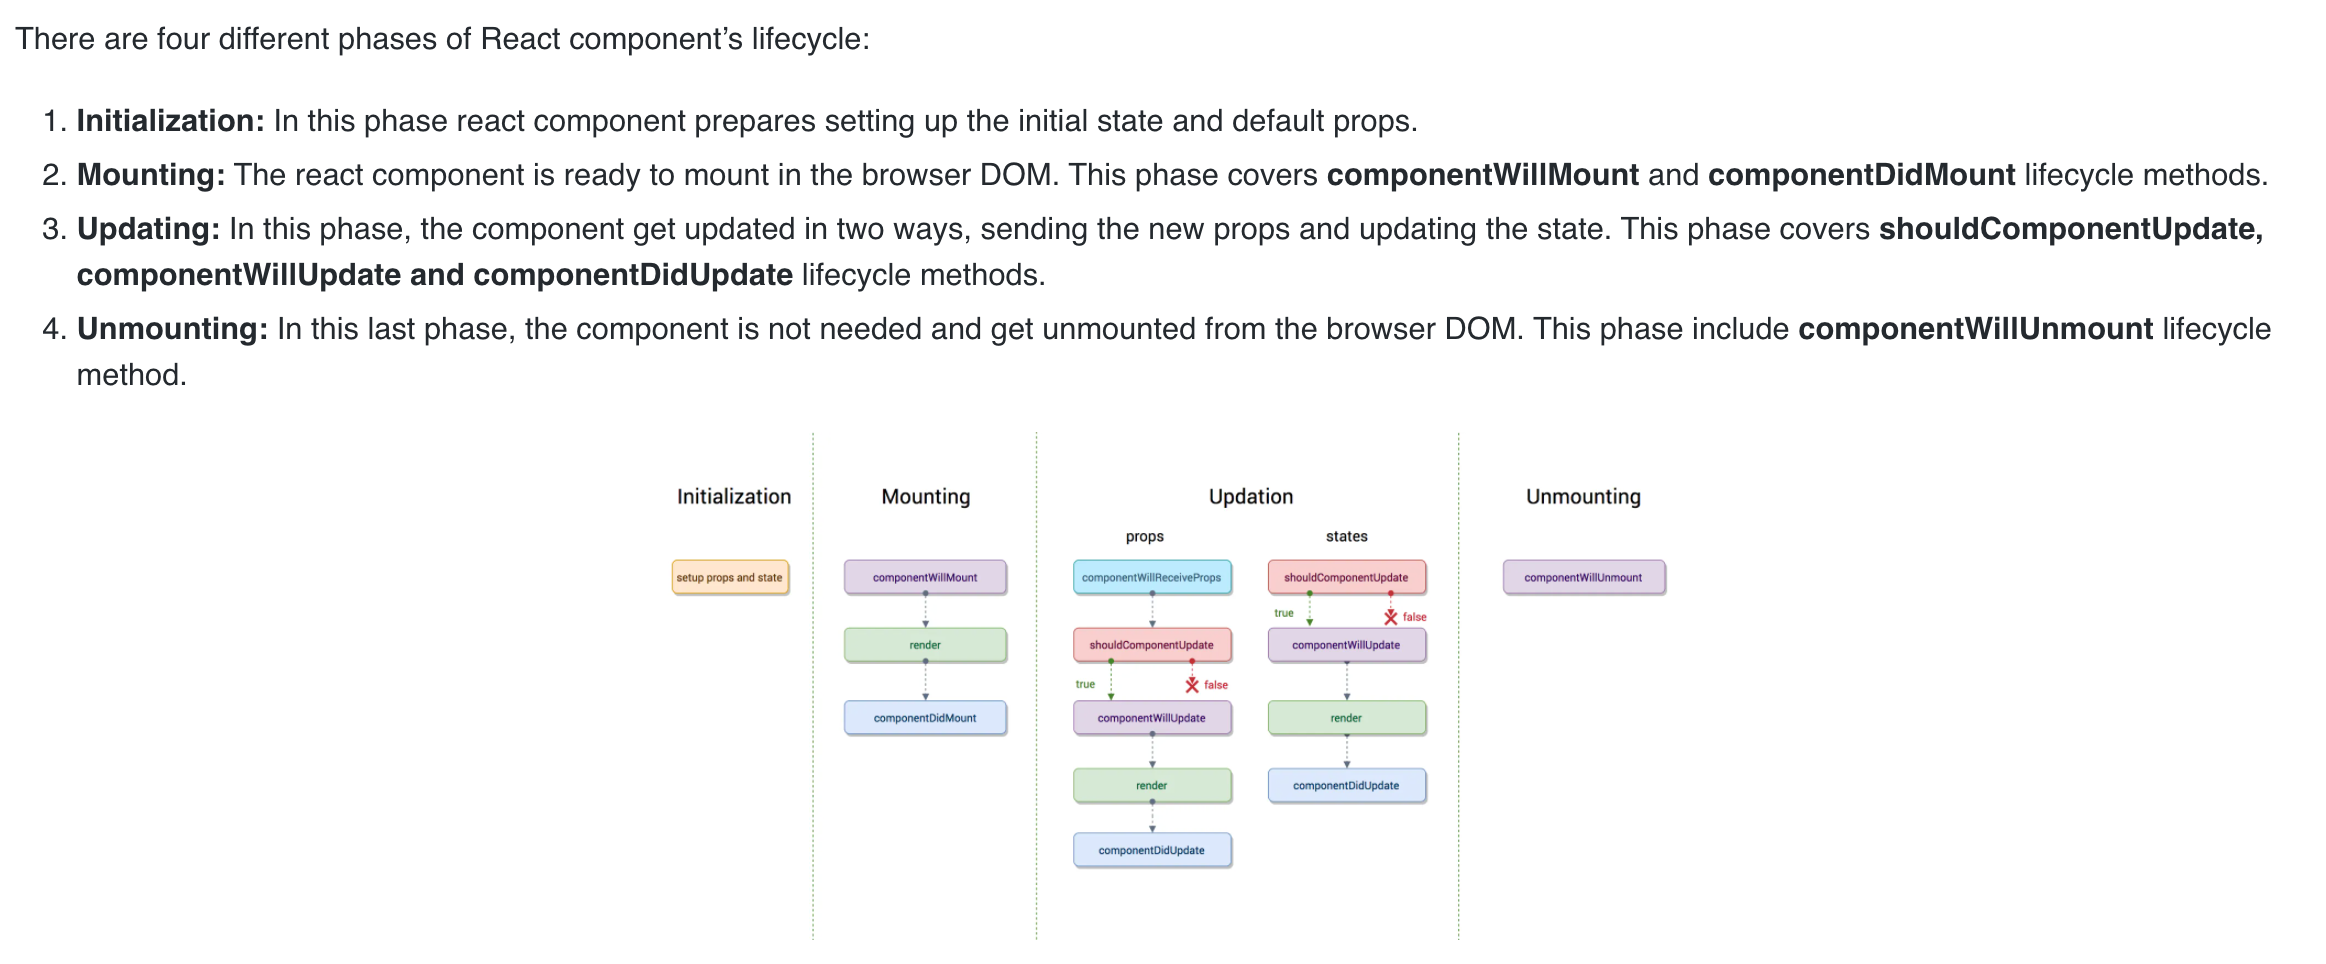 There are four different phases of React component’s lifecycle:
1. Initialization: In this phase react component prepares setting up the initial state and default props.
2. Mounting: The react component is ready to mount in the browser DOM. This phase covers componentWillMount and componentDidMount lifecycle methods.
3. Updating: In this phase, the component get updated in two ways, sending the new props and updating the state. This phase covers shouldComponentUpdate,
componentWillUpdate and componentDidUpdate lifecycle methods.
4. Unmounting: In this last phase, the component is not needed and get unmounted from the browser DOM. This phase include componentWillUnmount lifecycle
method.
Initialization
setup props and state
Mounting
componentWillMount
render
componentDidMount
Updation
props
componentWillReceiveProps
shouldComponentUpdate
true
false
componentWillUpdate
render
componentDidUpdate
states
shouldComponentUpdate
true
false
componentWillUpdate
render
componentDidUpdate
Unmounting
componentWillUnmount